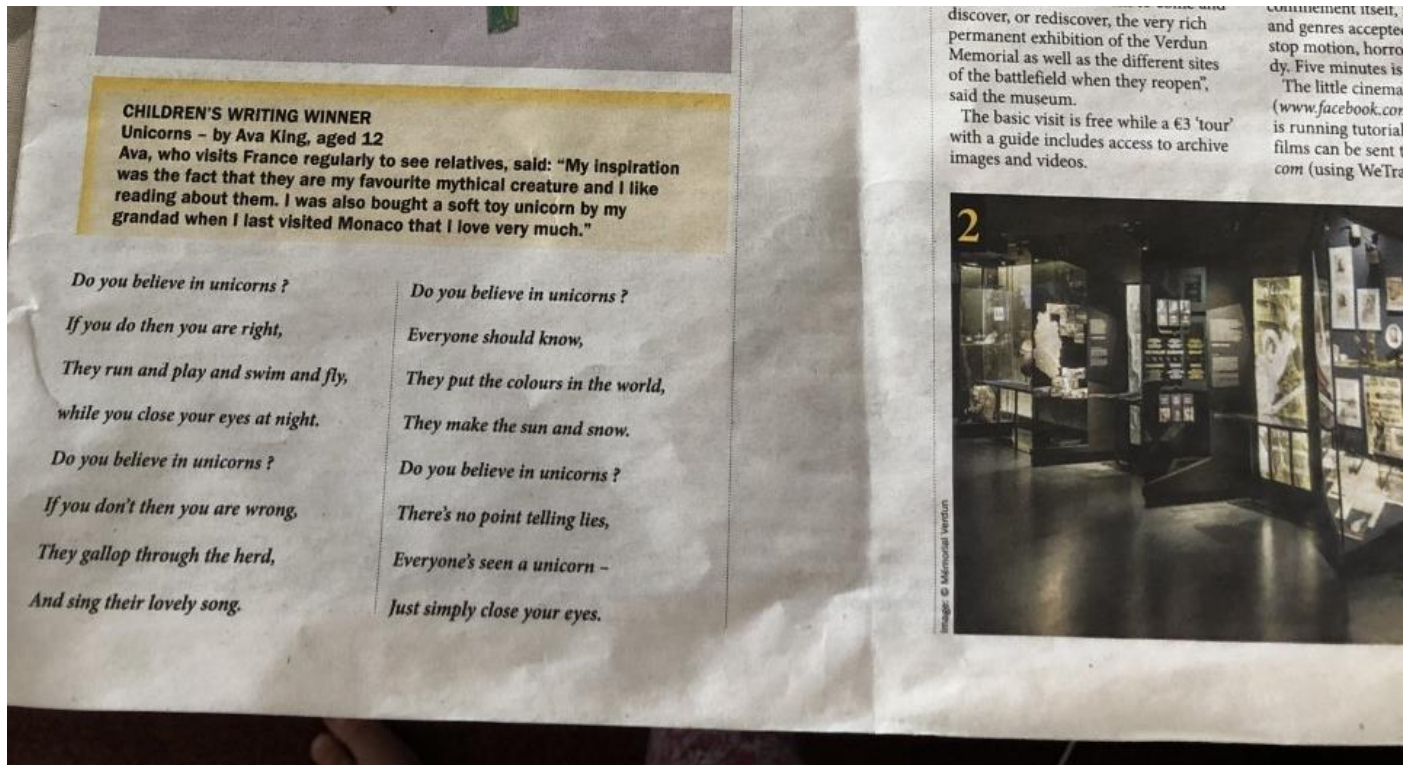 CHILDREN'S WRITING WINNER
Unicorns – by Ava King, aged 12
Ava, who visits France regularly to see relatives, said: "My inspiration
was the fact that they are my favourite mythical creature and I like
reading about them. I was also bought a soft toy unicorn by my
grandad when I last visited Monaco that I love very much."
Do you believe in unicorns ?
If you do then you are right,
They run and play and swim and fly,
while you close your eyes at night.
Do you believe in unicorns ?
If you don't then you are wrong,
They gallop through the herd,
And sing their lovely song.
Do you believe in unicorns ?
Everyone should know,
They put the colours in the world,
They make the sun and snow.
Do you believe in unicorns ?
There's no point telling lies,
Everyone's seen a unicorn –
Just simply close your eyes.
discover, or rediscover, the very rich
permanent exhibition of the Verdun
Memorial as well as the different sites
of the battlefield when they reopen",
said the museum.
The basic visit is free while a €3 'tour'
with a guide includes access to archive
images and videos.
itself,
and genres
stop motion,
dy. Five minutes is
The little cinema
(www.facebook.
is running
films can be sent
com (using
2
Image: © Mémorial Verdun